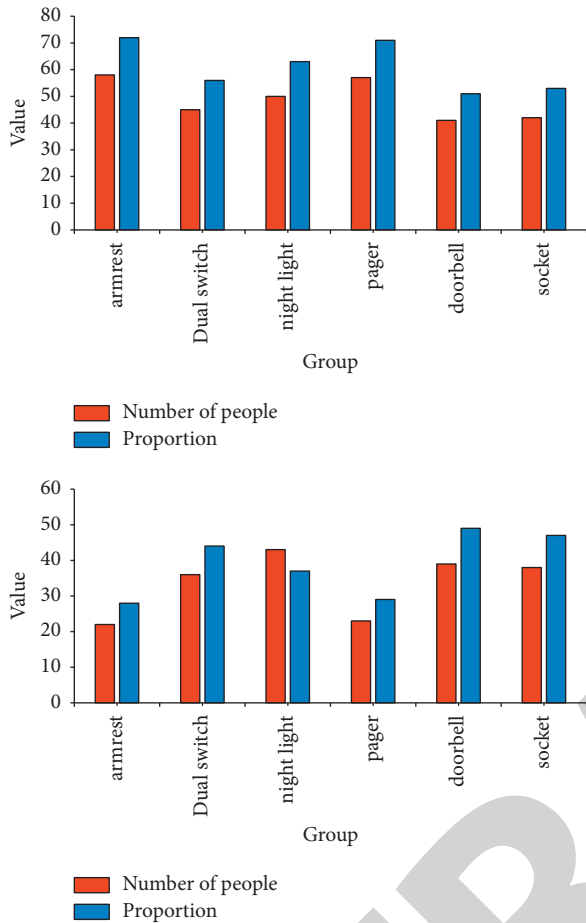 80
70
60
50
40
30
20
10
0
Value
armrest
Dual switch
night light
pager
doorbell
socket
Group
Number of people
Proportion
60
50
40
30
20
10
0
Value
armrest
Dual switch
night light
pager
doorbell
socket
Group
Number of people
Proportion